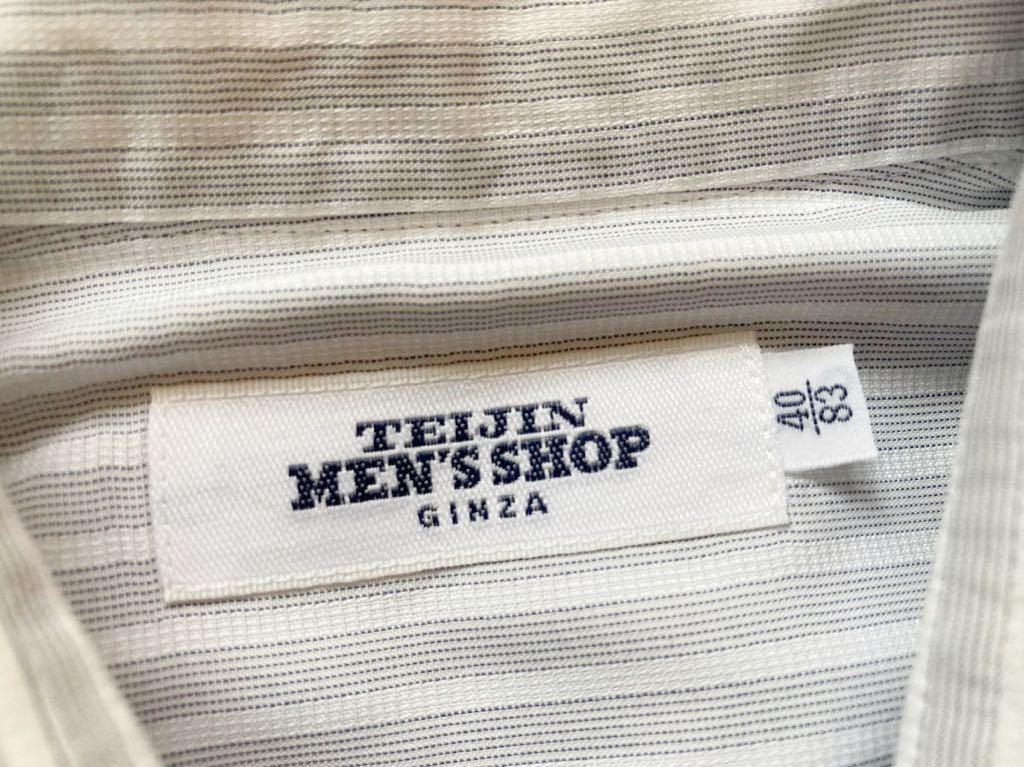 TEIJIN
MEN'S SHOP
GINZA
40
83